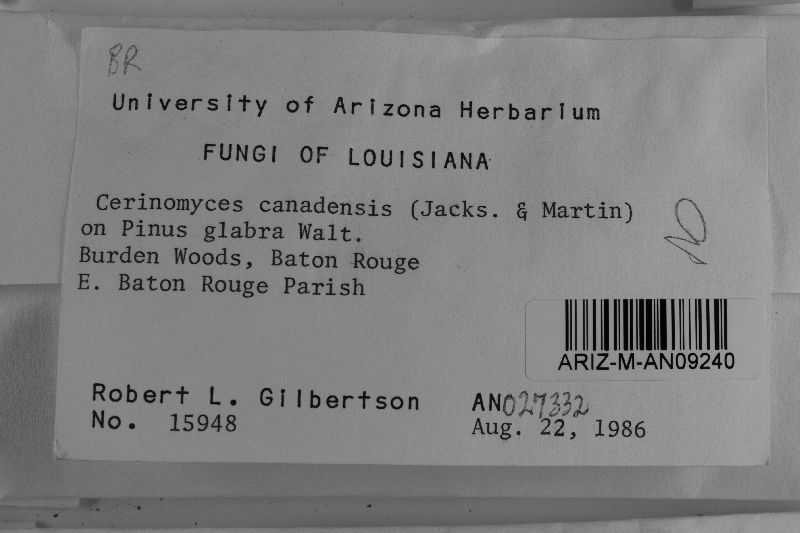 BR
University of Arizona Herbarium
FUNGI OF LOUISIANA
Cerinomyces canadensis (Jacks. & Martin)
on Pinus glabra Walt.
Burden Woods, Baton Rouge
E. Baton Rouge Parish
ARIZ-M-AN09240
Robert L. Gilbertson
No. 15948
AN027332
Aug. 22, 1986